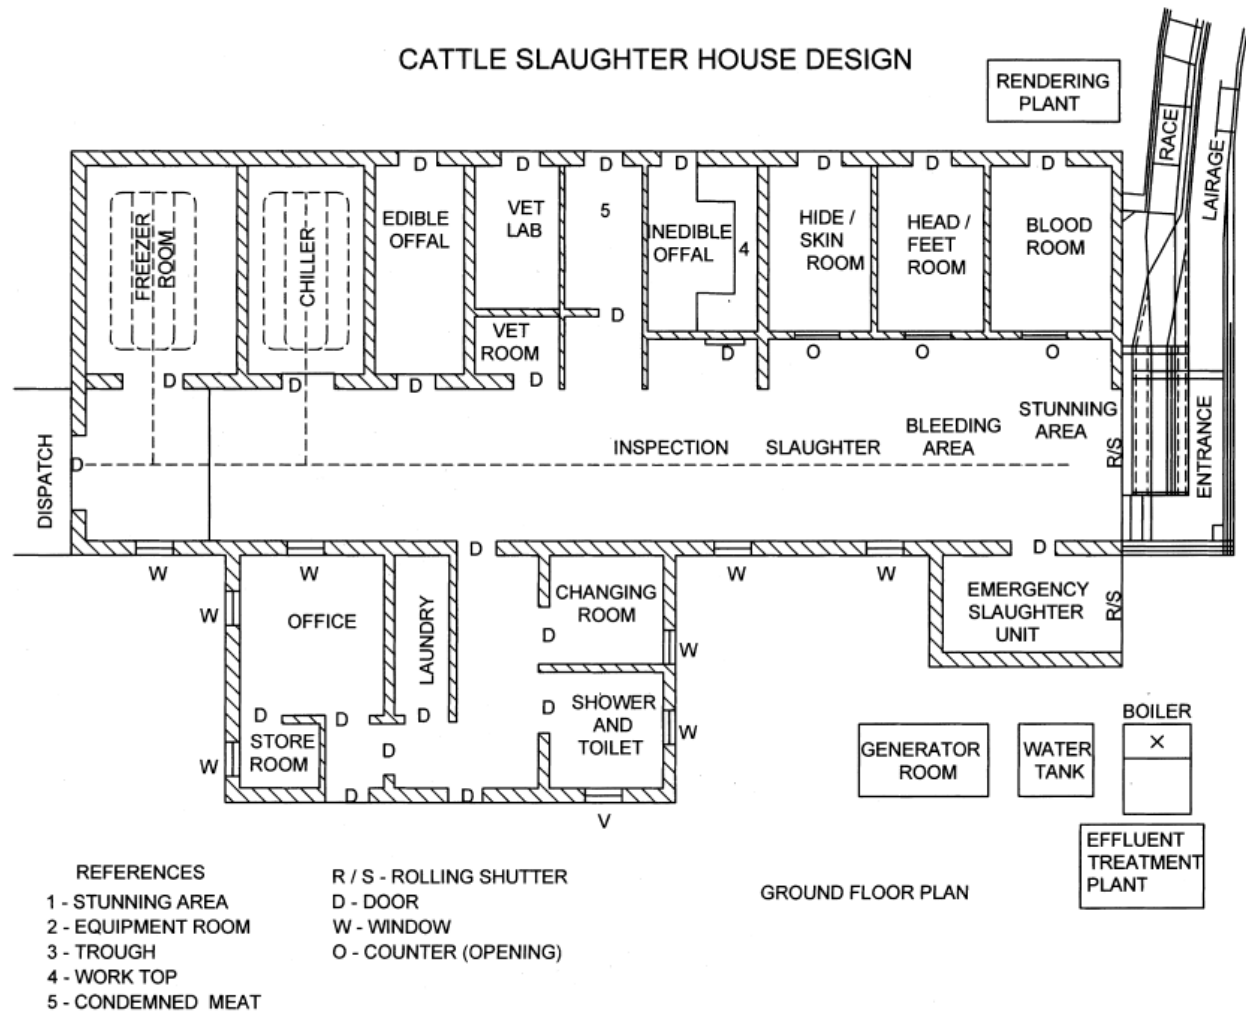 CATTLE SLAUGHTER HOUSE DESIGN
RENDERING
PLANT
RACE
LAIRAGE
D D D D D D D
FREEZER
ROOM
CHILLER
EDIBLE
OFFAL
VET
LAB
5
INEDIBLE
OFFAL
4
HIDE /
SKIN
ROOM
HEAD /
FEET
ROOM
BLOOD
ROOM
D
VET
ROOM
D
D
D
D
D
O
O
O
DISPATCH
D
INSPECTION
SLAUGHTER
BLEEDING
AREA
STUNNING
AREA
R/S
ENTRANCE
W
W
D
W
W
D
W
OFFICE
LAUNDRY
CHANGING
ROOM
D
W
EMERGENCY
SLAUGHTER
UNIT
R/S
D
D
D
D
SHOWER
AND
TOILET
W
STORE
ROOM
W
D
D
D
V
GENERATOR
ROOM
WATER
TANK
BOILER
X
EFFLUENT
TREATMENT
PLANT
REFERENCES
1 - STUNNING AREA
2 - EQUIPMENT ROOM
3 - TROUGH
4 - WORK TOP
5 - CONDEMNED MEAT
R / S - ROLLING SHUTTER
D - DOOR
W - WINDOW
O - COUNTER (OPENING)
GROUND FLOOR PLAN